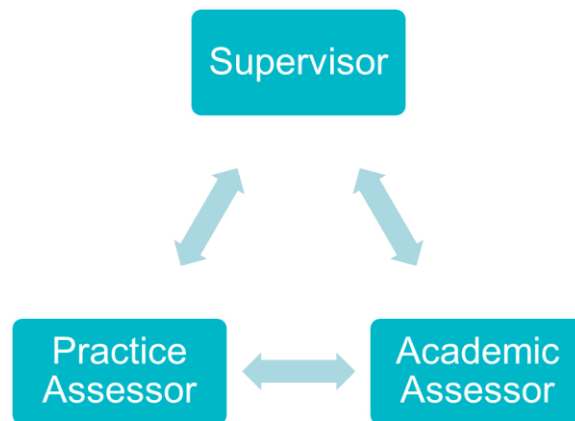 Supervisor
Practice
Assessor
Academic
Assessor